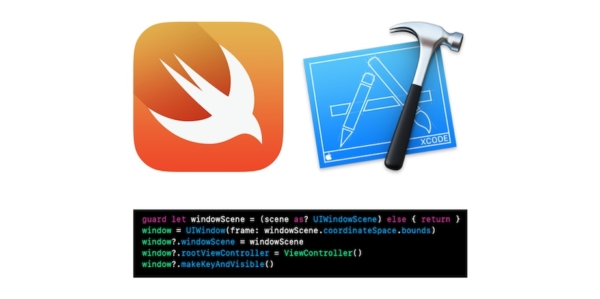 XCODE
guard let windowScene = (scene as? UIWindowScene) else { return }
window = UIWindow(frame: windowScene.coordinateSpace.bounds)
window?.windowScene = windowScene
window?.rootViewController = ViewController()
window?.makeKeyAndVisible()